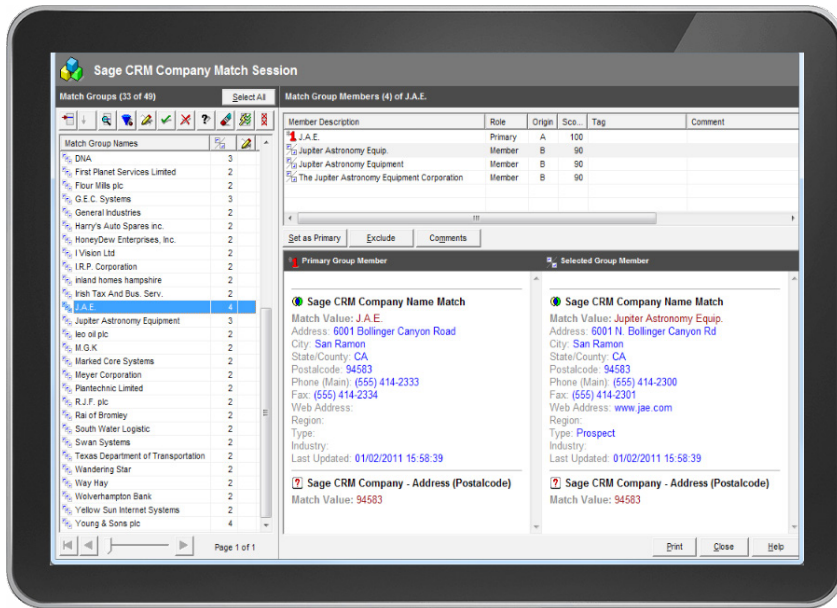 Sage CRM Company Match Session
Match Groups (33 of 49)
Select All
Match Group Names
DNA 3
First Planet Services Limted 2
Flour Mills plc 2
G.E.C. Systems 3
General Industries 2
Harry's Auto Spares inc. 2
HoneyDew Enterprises, Inc. 2
I Vision Ltd 2
I.R.P. Corporation 2
inland homes hampshire 2
Irish Tax And Bus. Serv. 2
J.A.E. 4
Jupiter Astronomy Equipment 3
leo oil plc 2
M.G.K 2
Marked Core Systems 2
Meyer Corporation 2
Plantechnic Limited 2
R.J.F. plc 2
Rai of Bromley 2
South Water Logistic 2
Swan Systems 2
Texas Department of Transportation 2
Wandering Star 2
Way Hay 2
Wolverhampton Bank 2
Yellow Sun Internet Systems 2
Young & Sons plc 4
Page 1 of 1
Match Group Members (4) of J.A.E.
Member Description Role Origin Sco... Tag Comment
J.A.E. Primary A 100
Jupiter Astronomy Equip. Member B 90
Jupiter Astronomy Equipment Member B 90
The Jupiter Astronomy Equipment Corporation Member B 90
Set as Primary Exclude Comments
Primary Group Member
Sage CRM Company Name Match
Match Value: J.A.E.
Address: 6001 Bollinger Canyon Road
City: San Ramon
State/County: CA
Postalcode: 94583
Phone (Main): (555) 414-2333
Fax: (555) 414-2334
Web Address:
Region:
Type:
Industry:
Last Updated: 01/02/2011 15:58:39
Sage CRM Company - Address (Postalcode)
Match Value: 94583
Selected Group Member
Sage CRM Company Name Match
Match Value: Jupiter Astronomy Equip.
Address: 6001 N. Bollinger Canyon Rd
City: San Ramon
State/County: CA
Postalcode: 94583
Phone (Main): (555) 414-2300
Fax: (555) 414-2301
Web Address: www.jae.com
Region:
Type: Prospect
Industry:
Last Updated: 01/02/2011 15:58:39
Sage CRM Company - Address (Postalcode)
Match Value: 94583
Print Close Help